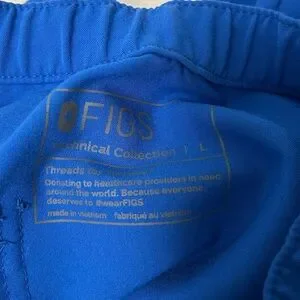 FIGS
Technical Collection | L
Threads for
Donating to healthcare providers in need
around the world. Because everyone
deserves to #wearFIGS
made in vietnam fabriqué au vietnam